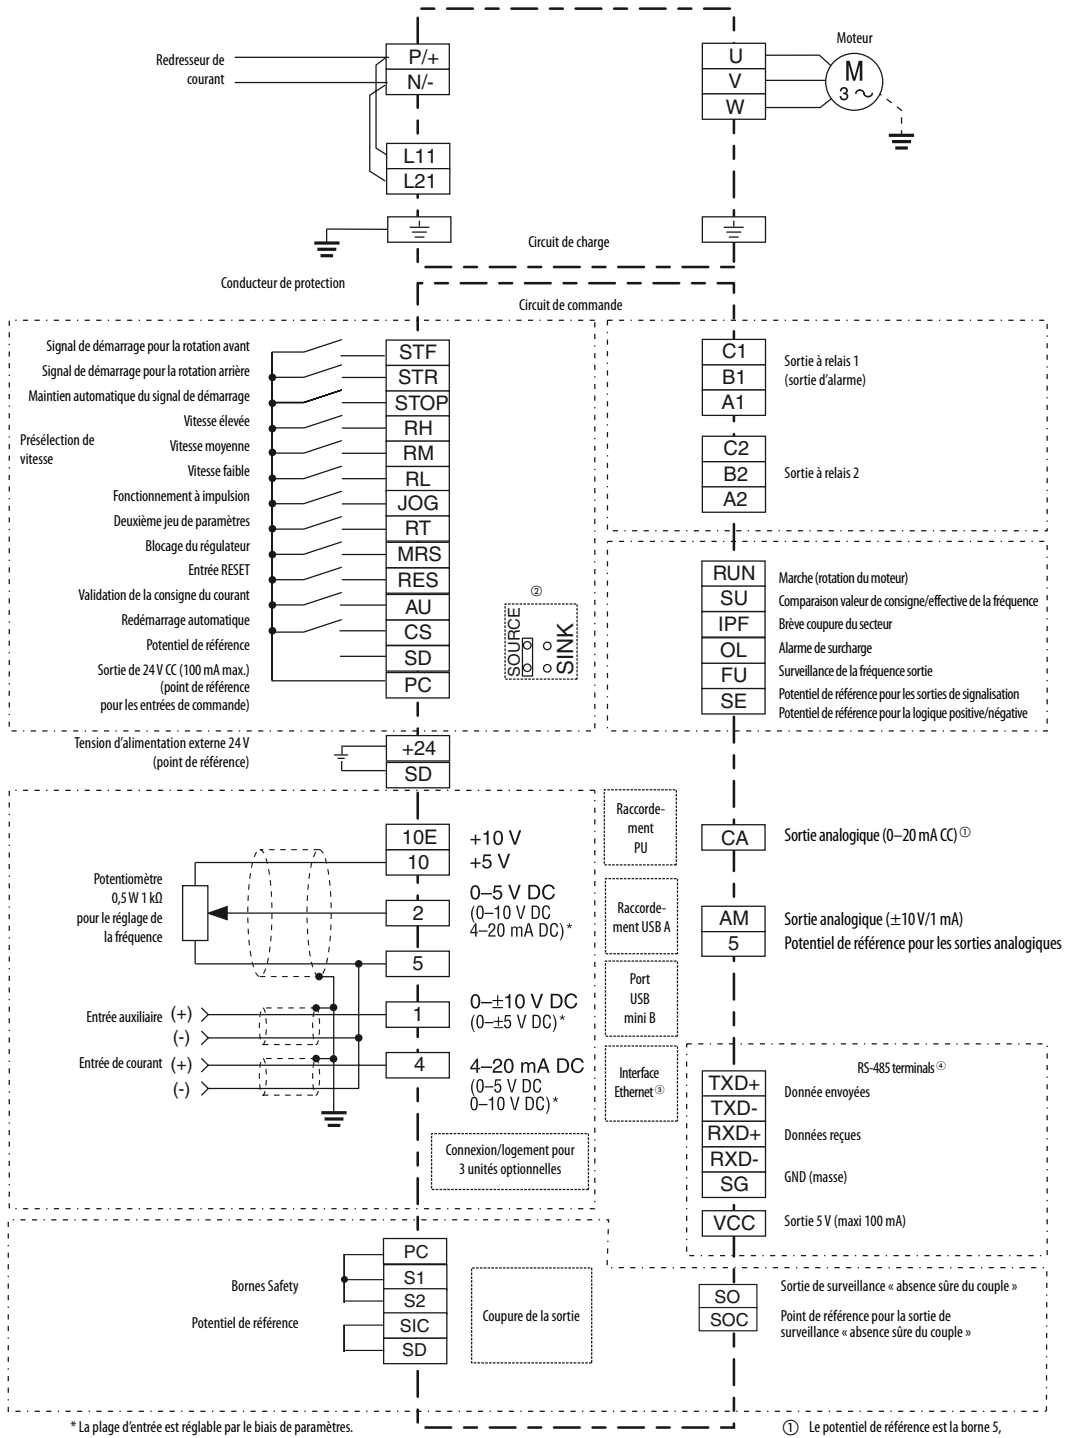 Redresseur de
courant
P/+
N/-
L11
L21
U
V
W
Moteur
M
3 ~
Circuit de charge
Conducteur de protection
Circuit de commande
Signal de démarrage pour la rotation avant
STF
Signal de démarrage pour la rotation arrière
STR
Maintien automatique du signal de démarrage
STOP
Présélection de
vitesse
Vitesse élevée
RH
Vitesse moyenne
RM
Vitesse faible
RL
Fonctionnement à impulsion
JOG
Deuxième jeu de paramètres
RT
Blocage du régulateur
MRS
Entrée RESET
RES
Validation de la consigne du courant
AU
Redémarrage automatique
CS
Potentiel de référence
SD
Sortie de 24 V CC (100 mA max.)
(point de référence
pour les entrées de commande)
PC
②
SOURCE
SINK
C1
B1
A1
Sortie à relais 1
(sortie d'alarme)
C2
B2
A2
Sortie à relais 2
RUN
Marche (rotation du moteur)
SU
Comparaison valeur de consigne/effective de la fréquence
IPF
Brève coupure du secteur
OL
Alarme de surcharge
FU
Surveillance de la fréquence sortie
SE
Potentiel de référence pour les sorties de signalisation
Potentiel de référence pour la logique positive/négative
Tension d'alimentation externe 24 V
(point de référence)
+24
SD
Potentiomètre
0,5 W 1 kΩ
pour le réglage de
la fréquence
10E
+10 V
10
+5 V
2
0–5 V DC
(0–10 V DC
4–20 mA DC)*
5
Entrée auxiliaire
(+)
(-)
1
0–±10 V DC
(0–±5 V DC)*
Entrée de courant
(+)
(-)
4
4–20 mA DC
(0–5 V DC
0–10 V DC)*
Connexion/logement pour
3 unités optionnelles
Raccorde-
ment
PU
Raccorde-
ment USB A
Port
USB
mini B
Interface
Ethernet ③
CA
Sortie analogique (0–20 mA CC) ①
AM
Sortie analogique (±10 V/1 mA)
5
Potentiel de référence pour les sorties analogiques
RS-485 terminals ④
TXD+
TXD-
Donnée envoyées
RXD+
RXD-
Données reçues
SG
GND (masse)
VCC
Sortie 5 V (maxi 100 mA)
Bornes Safety
Potentiel de référence
PC
S1
S2
SIC
SD
Coupure de la sortie
SO
Sortie de surveillance « absence sûre du couple »
SOC
Point de référence pour la sortie de
surveillance « absence sûre du couple »
* La plage d'entrée est réglable par le biais de paramètres.
① Le potentiel de référence est la borne 5,